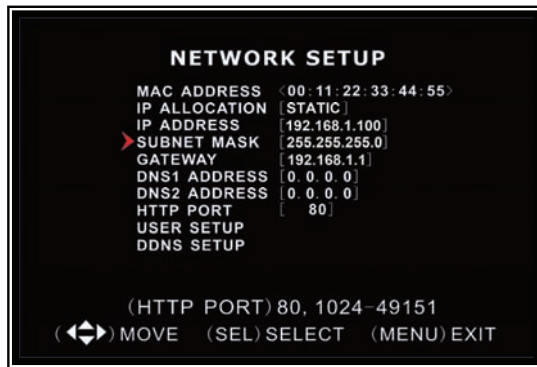 NETWORK SETUP
MAC ADDRESS <00:11:22:33:44:55>
IP ALLOCATION [STATIC]
IP ADDRESS [192.168.1.100]
SUBNET MASK [255.255.255.0]
GATEWAY [192.168.1.1]
DNS1 ADDRESS [0.0.0.0]
DNS2 ADDRESS [0.0.0.0]
HTTP PORT [ 80]
USER SETUP
DDNS SETUP
(HTTP PORT) 80, 1024-49151
( ) MOVE (SEL) SELECT (MENU) EXIT